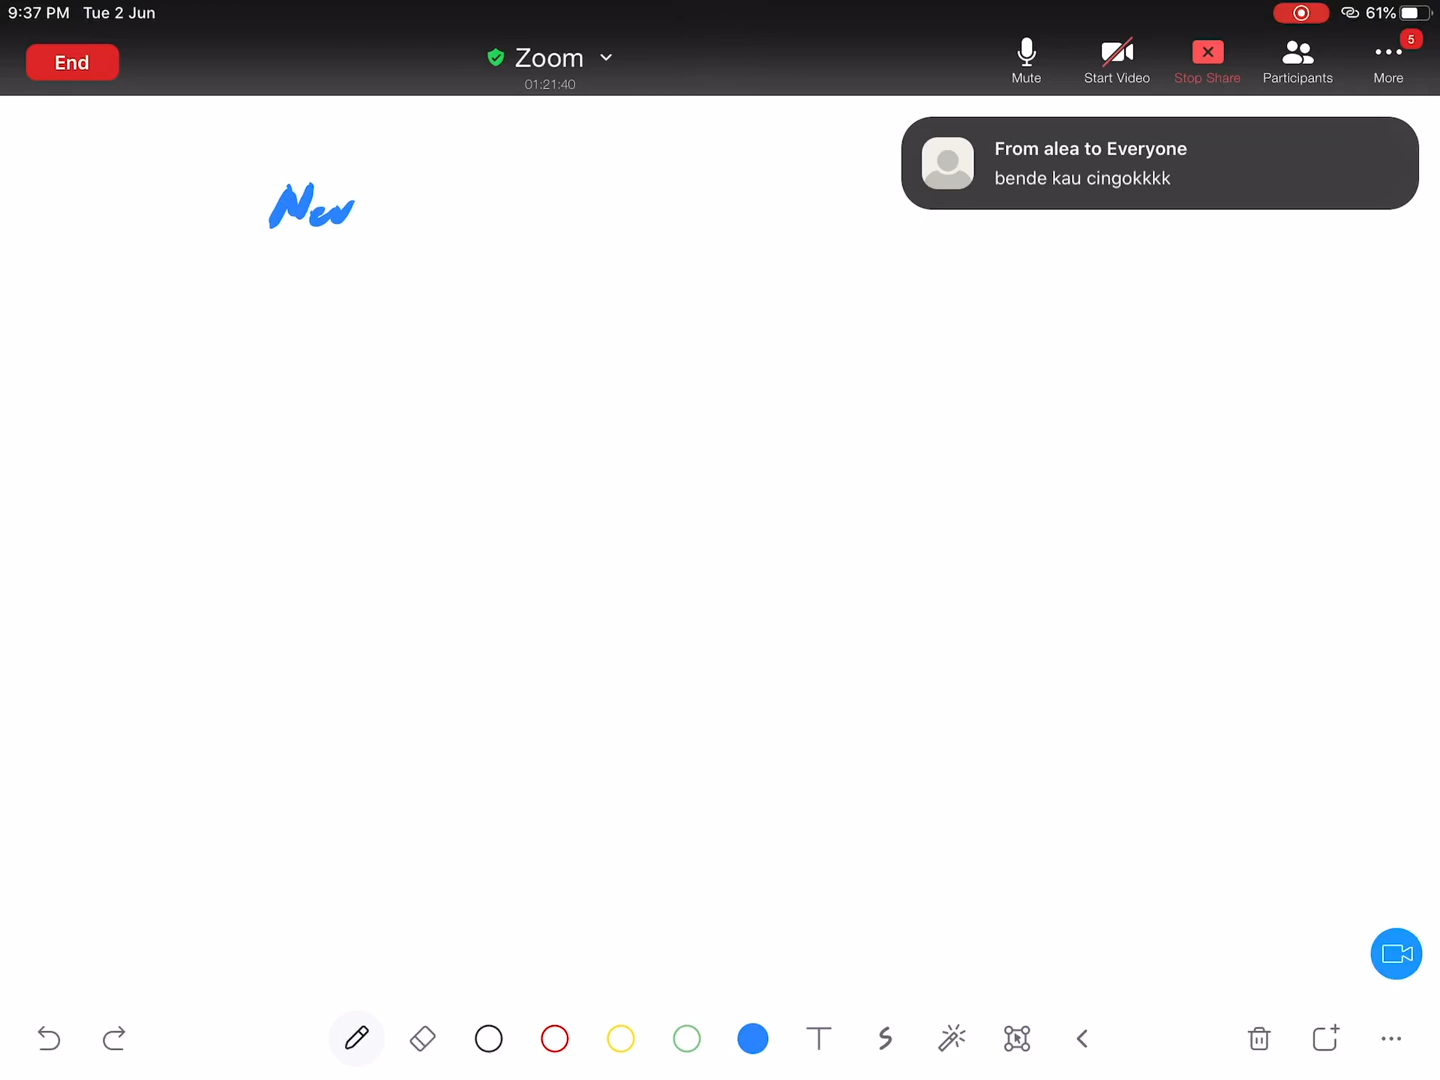 9:37 PM Tue 2 Jun
61%
End
Zoom
01:21:40
Mute
Start Video
Stop Share
Participants
5
More
From alea to Everyone
bende kau cingokkkk
New
T